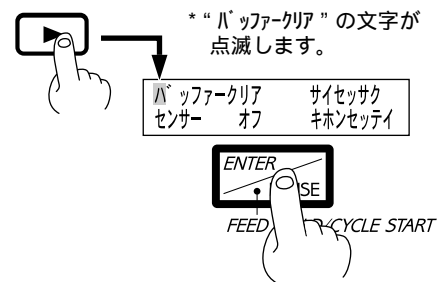 * “ バッファークリア ” の文字が
点滅します。
バッファークリア サイセッサク
センサー オフ キホンセッテイ
ENTER
SE
FEED /CYCLE START